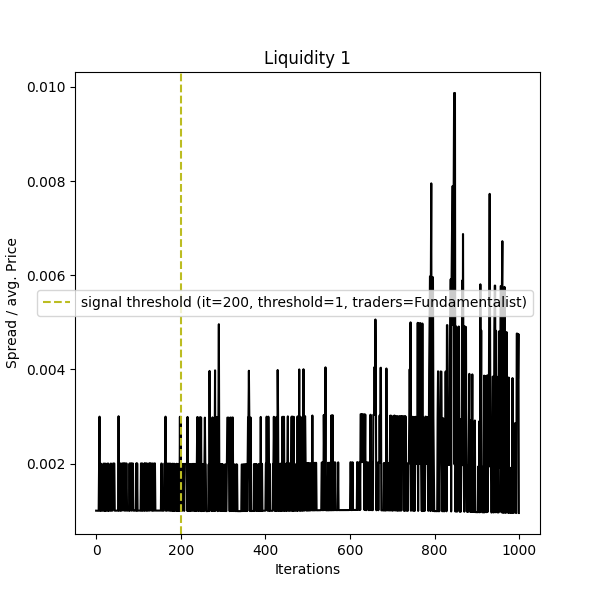 Liquidity 1
0.010
0.008
0.006
0.004
0.002
Spread / avg. Price
signal threshold (it=200, threshold=1, traders=Fundamentalist)
0 200 400 600 800 1000
Iterations